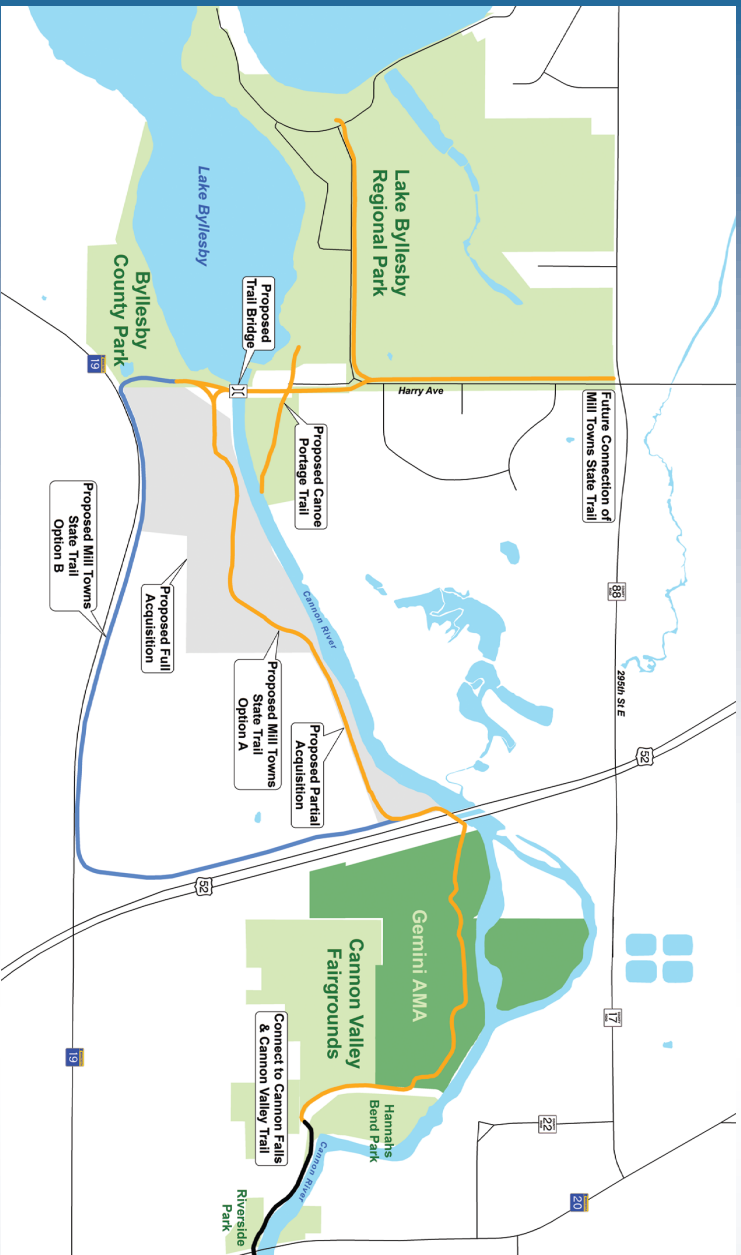 Future Connection of
Mill Towns State Trail
88
295th St E
52
17
22
20
Lake Byllesby
Regional Park
Harry Ave
Proposed Canoe
Portage Trail
Proposed
Trail Bridge
Lake Byllesby
Byllesby
County Park
19
Cannon River
Proposed Mill Towns
State Trail
Option A
Proposed Partial
Acquisition
Proposed Full
Acquisition
Proposed Mill Towns
State Trail
Option B
52
Gemini AMA
Cannon Valley
Fairgrounds
Hannahs
Bend Park
Connect to Cannon Falls
& Cannon Valley Trail
Cannon River
Riverside
Park
19